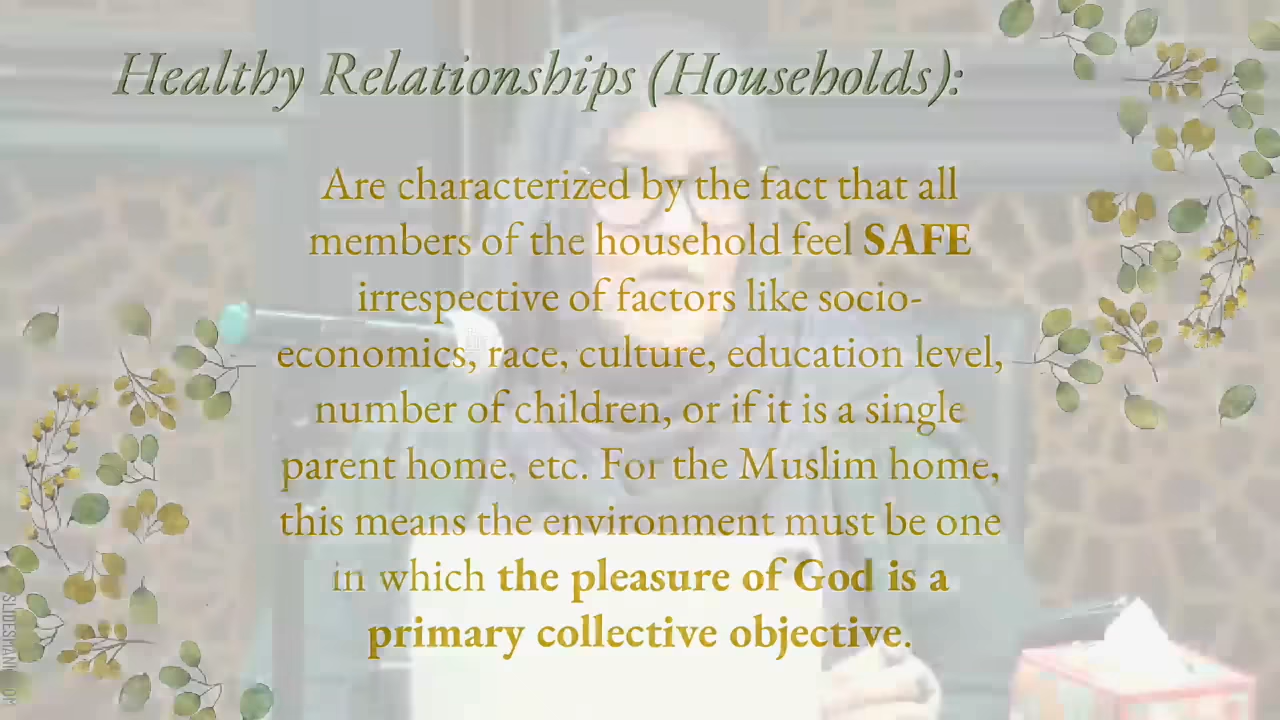 Healthy Relationships (Households):
Are characterized by the fact that all
members of the household feel SAFE
irrespective of factors like socio-
economics, race, culture, education level,
number of children, or if it is a single
parent home, etc. For the Muslim home,
this means the environment must be one
in which the pleasure of God is a
primary collective objective.